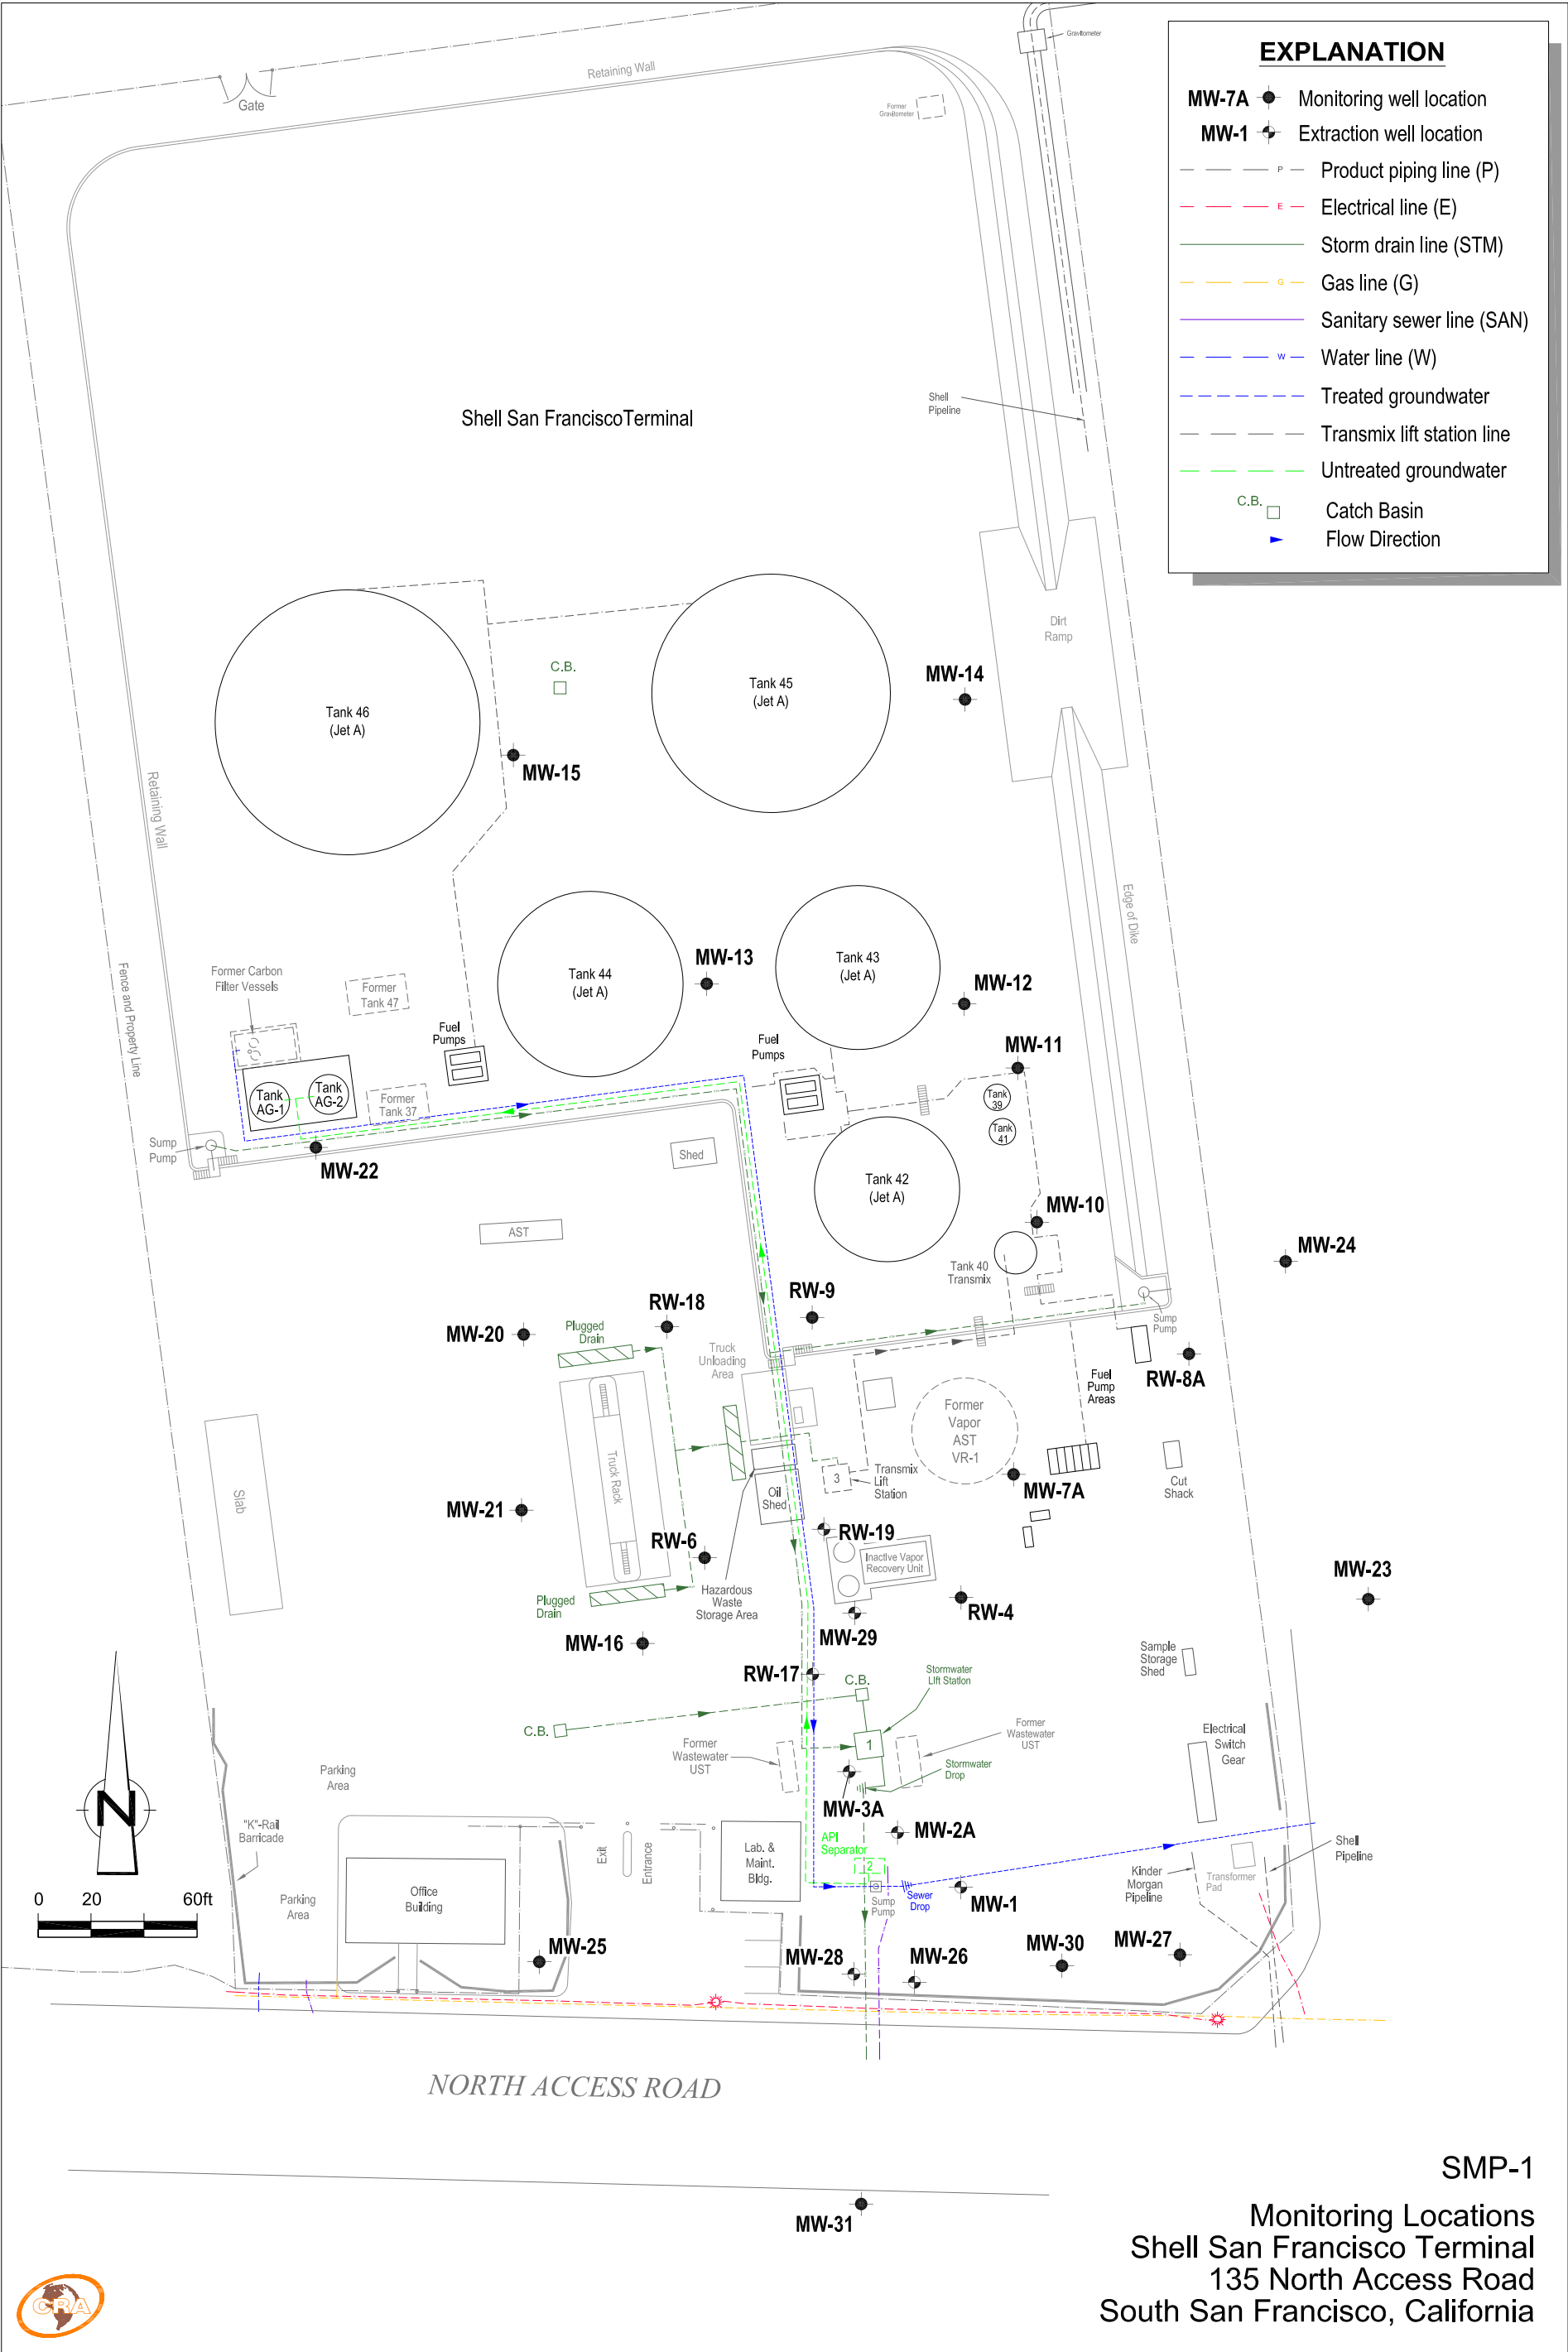 Gravitometer
EXPLANATION
MW-7A Monitoring well location
MW-1 Extraction well location
P Product piping line (P)
E Electrical line (E)
Storm drain line (STM)
G Gas line (G)
Sanitary sewer line (SAN)
W Water line (W)
Treated groundwater
Transmix lift station line
Untreated groundwater
C.B. Catch Basin
Flow Direction
Retaining Wall
Gate
Former
Gravitometer
Shell San FranciscoTerminal
Shell
Pipeline
Dirt
Ramp
C.B.
Tank 46
(Jet A)
Tank 45
(Jet A)
MW-14
MW-15
Retaining Wall
Edge of Dike
Fence and Property Line
Former Carbon
Filter Vessels
Former
Tank 47
Tank 44
(Jet A)
MW-13
Tank 43
(Jet A)
MW-12
Fuel
Pumps
Fuel
Pumps
MW-11
Tank
AG-1
Tank
AG-2
Former
Tank 37
Tank
39
Tank
41
Sump
Pump
MW-22
Shed
Tank 42
(Jet A)
MW-10
AST
MW-24
Tank 40
Transmix
RW-9
RW-18
MW-20
Plugged
Drain
Truck
Unloading
Area
Sump
Pump
Fuel
Pump
Areas
RW-8A
Former
Vapor
AST
VR-1
Truck Rack
Slab
3
Transmix
Lift
Station
Oil
Shed
MW-7A
Cut
Shack
MW-21
RW-19
RW-6
Inactive Vapor
Recovery Unit
MW-23
Hazardous
Waste
Storage Area
Plugged
Drain
RW-4
MW-29
MW-16
Sample
Storage
Shed
RW-17
C.B.
Stormwater
Lift Station
C.B.
1
Former
Wastewater
UST
Former
Wastewater
UST
Electrical
Switch
Gear
Stormwater
Drop
Parking
Area
N
MW-3A
"K"-Rail
Barricade
MW-2A
API
Separator
2
Exit
Entrance
Lab. &
Maint.
Bldg.
Shell
Pipeline
Kinder
Morgan
Pipeline
Transformer
Pad
0 20 60ft
Parking
Area
Office
Building
Sump
Pump
Sewer
Drop
MW-1
MW-25
MW-28
MW-26
MW-30
MW-27
NORTH ACCESS ROAD
MW-31
SMP-1
Monitoring Locations
Shell San Francisco Terminal
135 North Access Road
South San Francisco, California
CRA